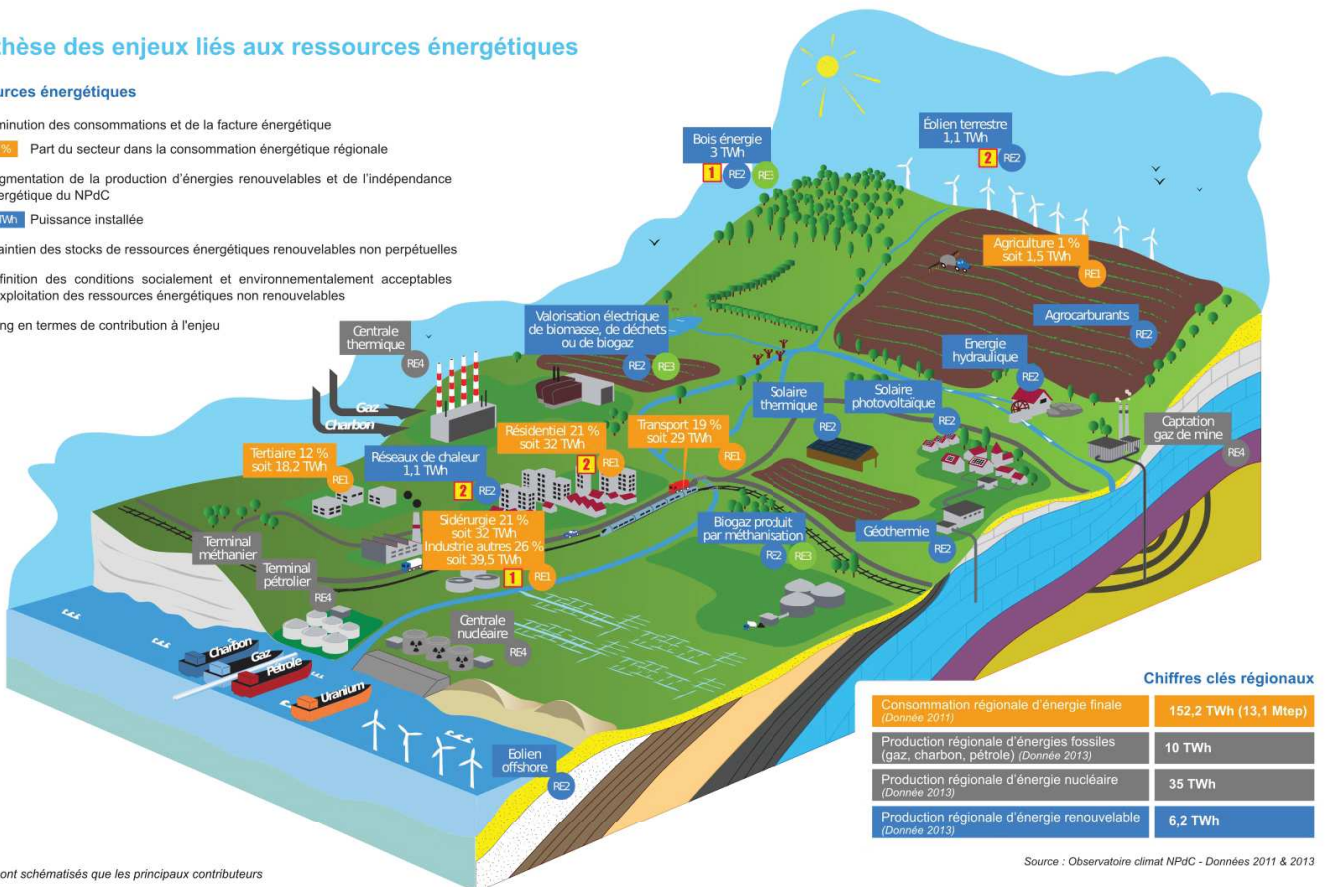 thèse des enjeux liés aux ressources énergétiques
urces énergétiques
minution des consommations et de la facture énergétique
% Part du secteur dans la consommation énergétique régionale
gmentation de la production d'énergies renouvelables et de l'indépendance
ergétique du NPdC
TWh Puissance installée
aintien des stocks de ressources énergétiques renouvelables non perpétuelles
finition des conditions socialement et environnementalement acceptables
exploitation des ressources énergétiques non renouvelables
ng en termes de contribution à l'enjeu
Bois énergie
3 TWh
1 RE2 RE3
Éolien terrestre
1,1 TWh
2 RE2
Agriculture 1 %
soit 1,5 TWh
RE1
Agrocarburants
RE2
Centrale
thermique
RE4
Gaz
Charbon
Valorisation électrique
de biomasse, de déchets
ou de biogaz
RE2 RE3
Energie
hydraulique
RE2
Solaire
thermique
RE2
Solaire
photovoltaïque
RE2
Captation
gaz de mine
RE4
Tertiaire 12 %
soit 18,2 TWh
RE1
Réseaux de chaleur
1,1 TWh
2 RE2
Résidentiel 21 %
soit 32 TWh
2 RE1
Transport 19 %
soit 29 TWh
RE1
Sidérurgie 21 %
soit 32 TWh
Industrie autres 26 %
soit 39,5 TWh
1 RE1
Biogaz produit
par méthanisation
RE2 RE3
Géothermie
RE2
Terminal
méthanier
Terminal
pétrolier
RE4
Centrale
nucléaire
RE4
Charbon
Gaz
Pétrole
Uranium
Eolien
offshore
RE2
Chiffres clés régionaux
Consommation régionale d'énergie finale
(Donnée 2011)
152,2 TWh (13,1 Mtep)
Production régionale d'énergies fossiles
(gaz, charbon, pétrole) (Donnée 2013)
10 TWh
Production régionale d'énergie nucléaire
(Donnée 2013)
35 TWh
Production régionale d'énergie renouvelable
(Donnée 2013)
6,2 TWh
Source : Observatoire climat NPdC - Données 2011 & 2013
ont schématisés que les principaux contributeurs